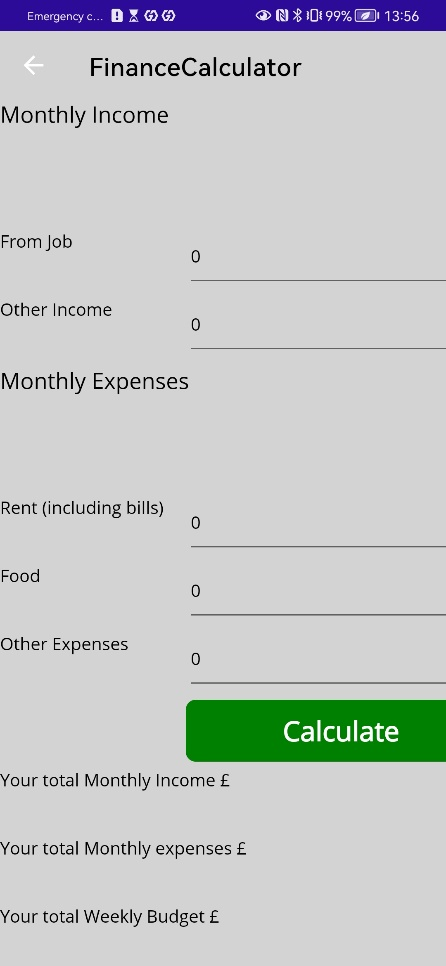 Emergency c... 99% 13:56
FinanceCalculator
Monthly Income
From Job
0
Other Income
0
Monthly Expenses
Rent (including bills)
0
Food
0
Other Expenses
0
Calculate
Your total Monthly Income £
Your total Monthly expenses £
Your total Weekly Budget £